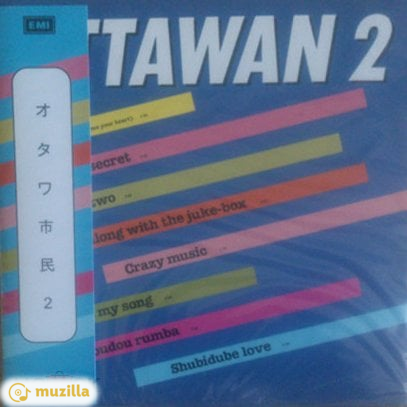 EMI
TTAWAN 2
オタワ市民2
your heart)
secret
two
along with the juke-box
Crazy music
my song
oudou rumba
Shubidube love
muzilla